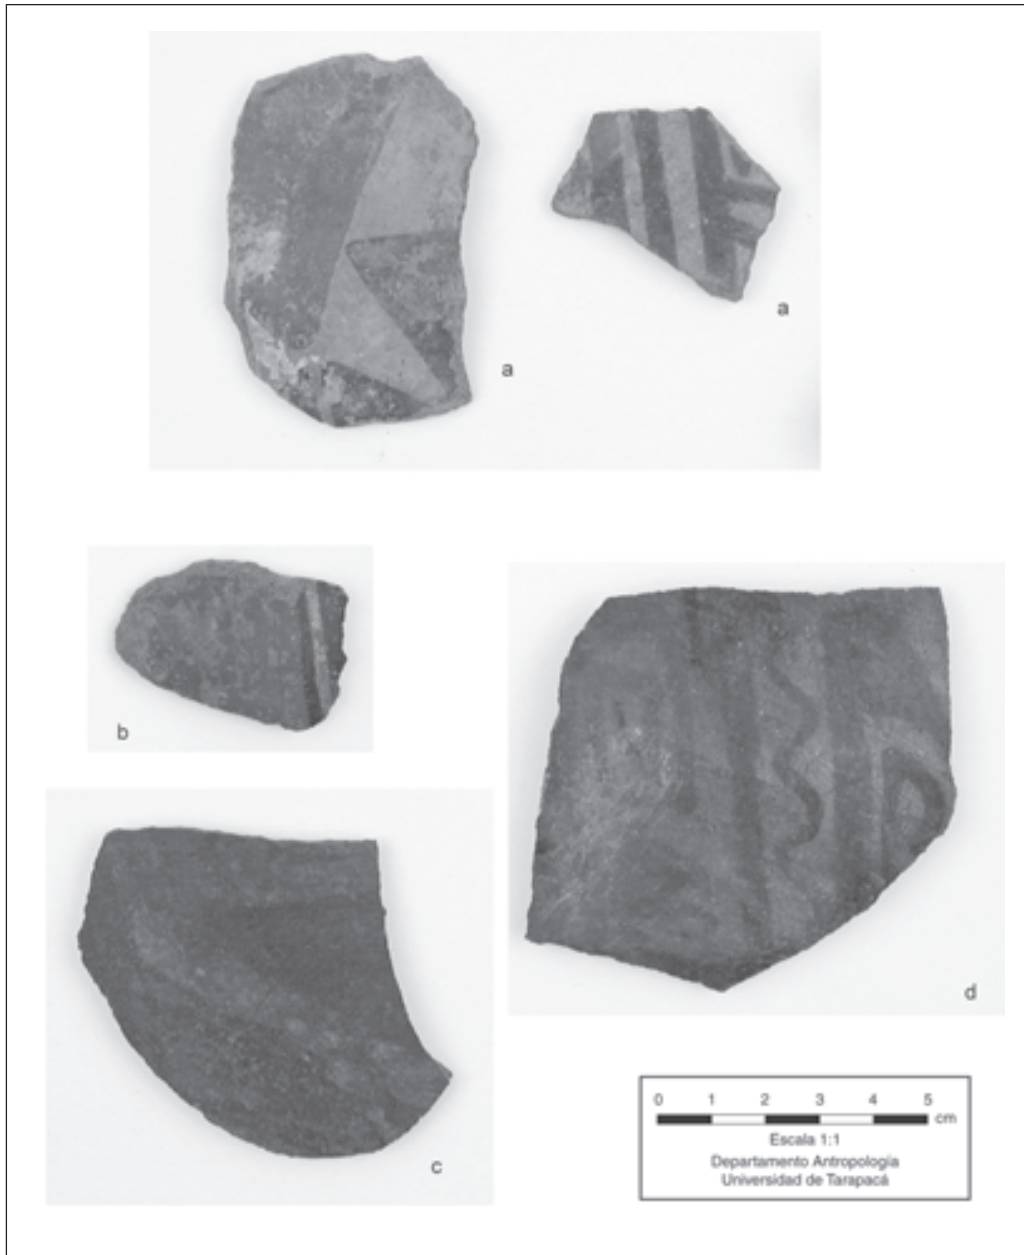 a
a
b
d
c
0 1 2 3 4 5
cm
Escala 1:1
Departamento Antropología
Universidad de Tarapacá